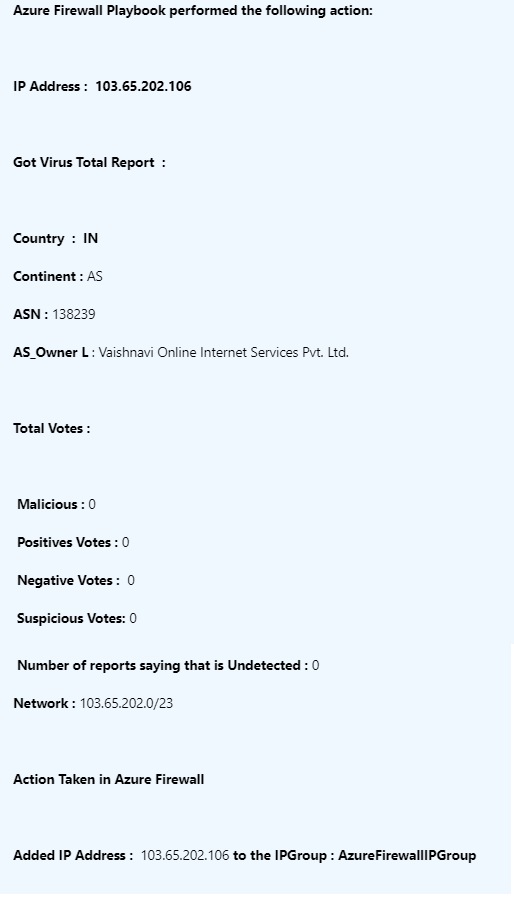 Azure Firewall Playbook performed the following action:
IP Address : 103.65.202.106
Got Virus Total Report :
Country : IN
Continent : AS
ASN : 138239
AS_Owner L : Vaishnavi Online Internet Services Pvt. Ltd.
Total Votes :
Malicious : 0
Positives Votes : 0
Negative Votes : 0
Suspicious Votes: 0
Number of reports saying that is Undetected : 0
Network : 103.65.202.0/23
Action Taken in Azure Firewall
Added IP Address : 103.65.202.106 to the IPGroup : AzureFirewallIPGroup